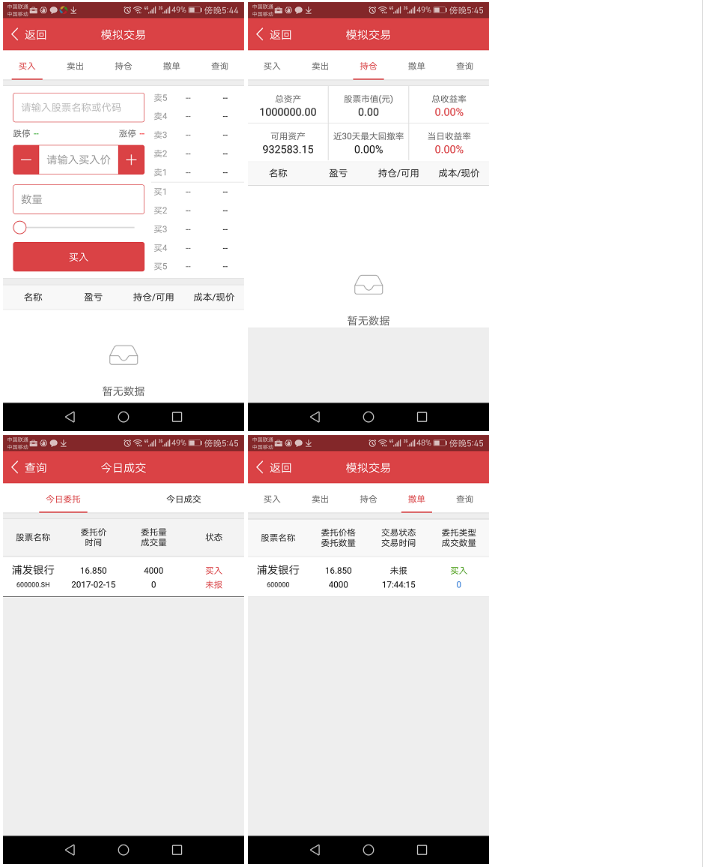 中国联通
中国移动
傍晚5:44
返回
模拟交易
买入
卖出
持仓
撤单
查询
请输入股票名称或代码
跌停 --
涨停 --
请输入买入价
数量
买入
卖5 -- --
卖4 -- --
卖3 -- --
卖2 -- --
卖1 -- --
买1 -- --
买2 -- --
买3 -- --
买4 -- --
买5 -- --
名称 盈亏 持仓/可用 成本/现价
暂无数据
中国联通
中国移动
49% 傍晚5:45
返回
模拟交易
买入
卖出
持仓
撤单
查询
总资产 股票市值(元) 总收益率
1000000.00 0.00 0.00%
可用资产 近30天最大回撤率 当日收益率
932583.15 0.00% 0.00%
名称 盈亏 持仓/可用 成本/现价
暂无数据
中国联通
中国移动
49% 傍晚5:45
查询
今日成交
今日委托
今日成交
股票名称 委托价 委托量 状态
时间 成交量
浦发银行 16.850 4000 买入
600000.SH 2017-02-15 0 未报
中国联通
中国移动
48% 傍晚5:45
返回
模拟交易
买入
卖出
持仓
撤单
查询
股票名称 委托价格 交易状态 委托类型
委托数量 交易时间 成交数量
浦发银行 16.850 未报 买入
600000 4000 17:44:15 0